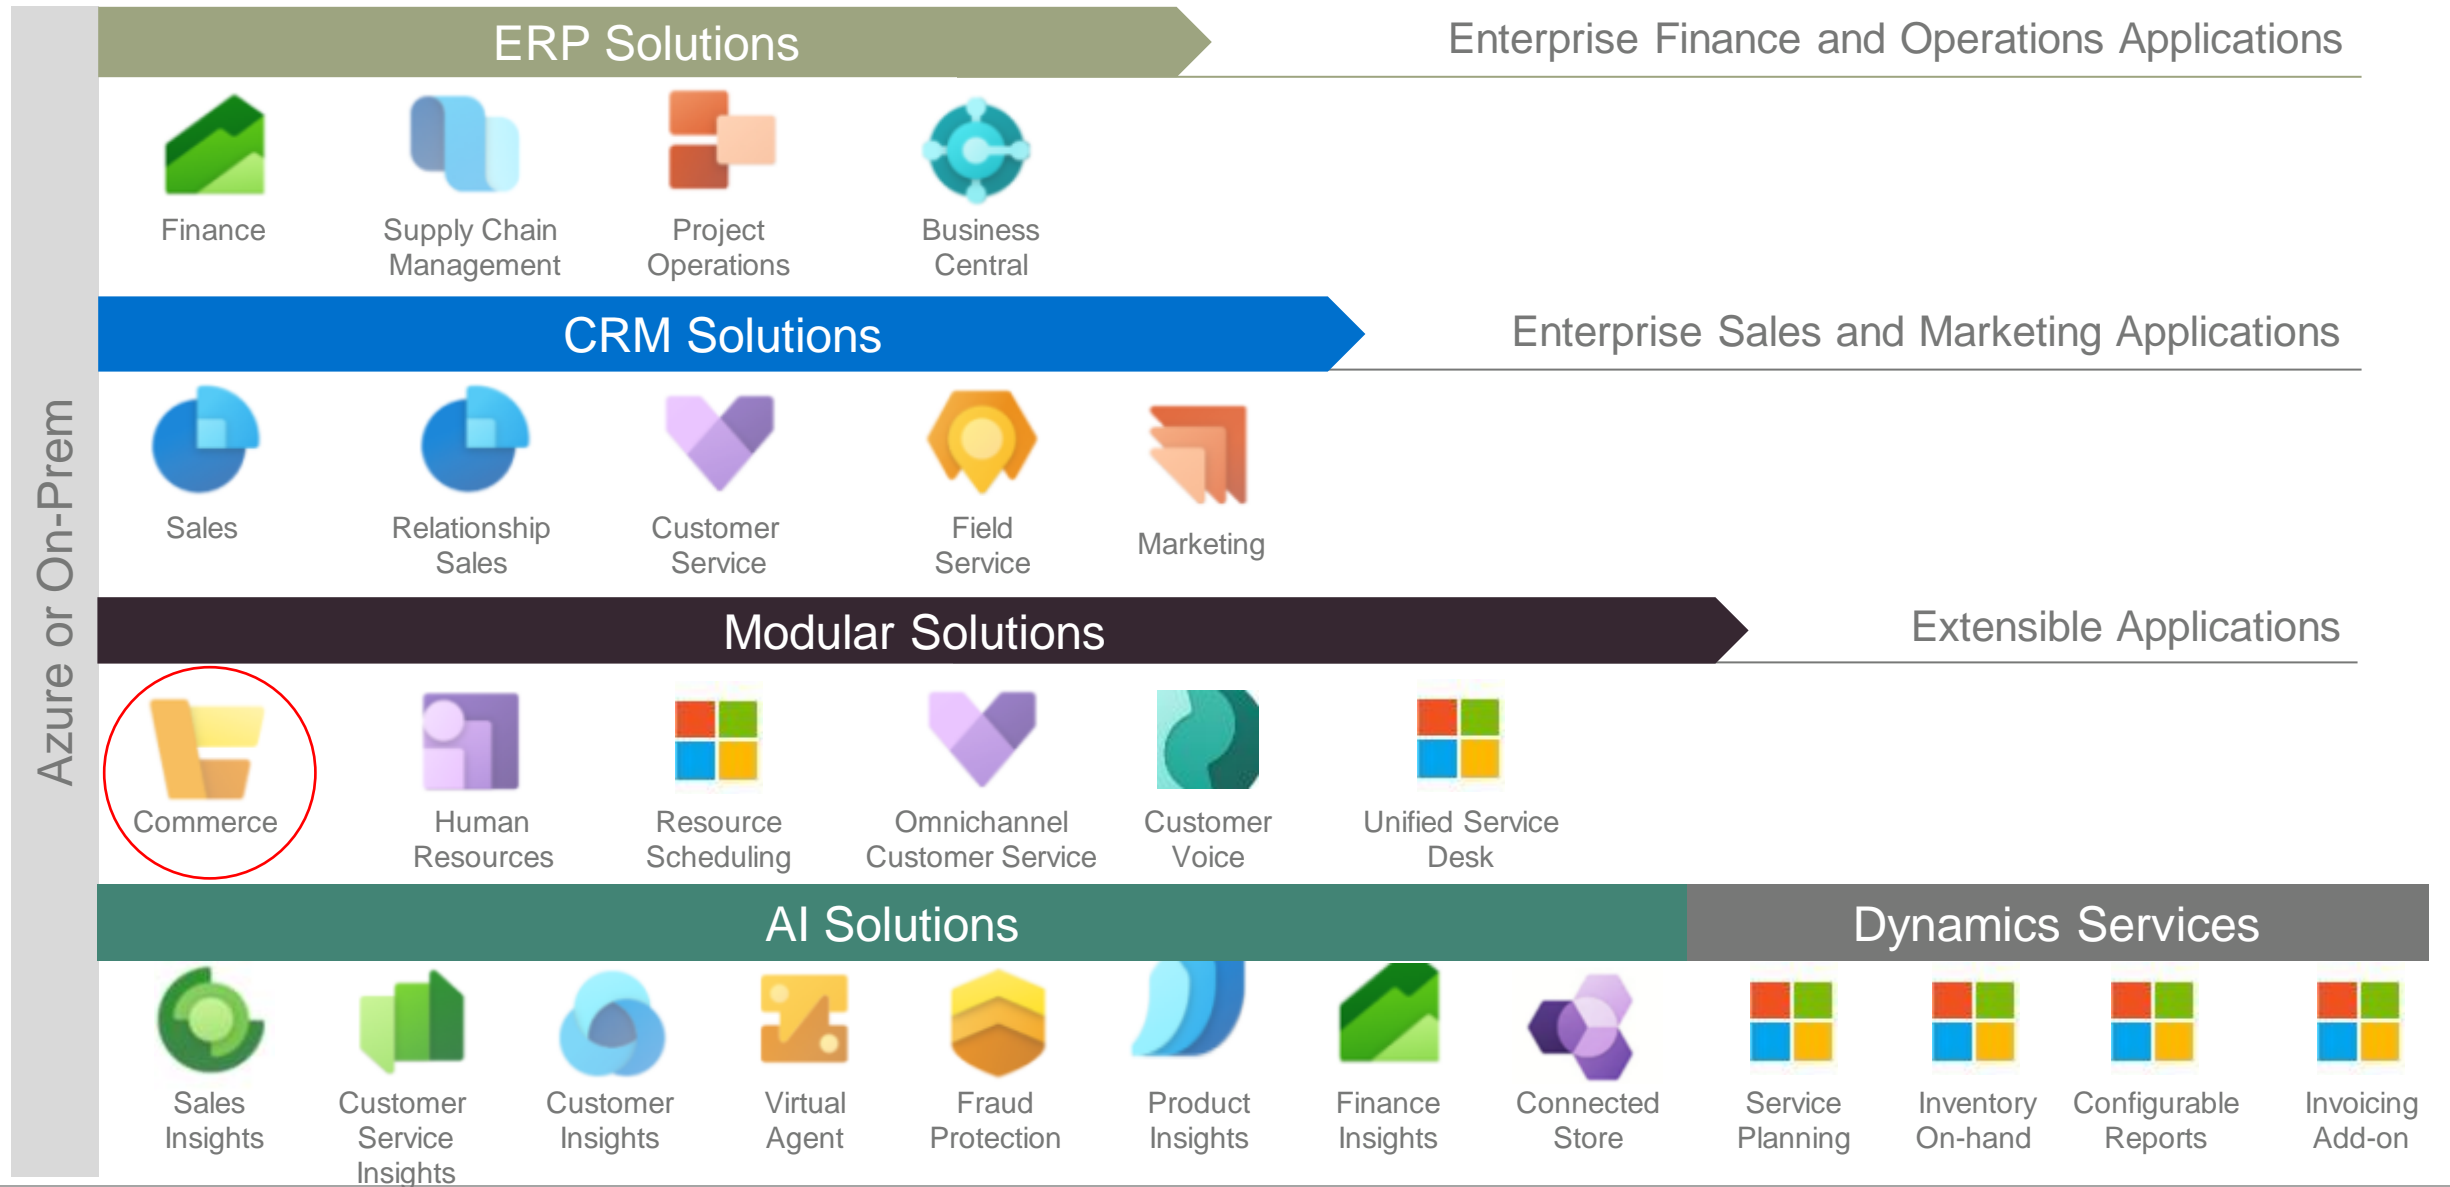 Azure or On-Prem
ERP Solutions
Enterprise Finance and Operations Applications
Finance
Supply Chain
Management
Project
Operations
Business
Central
CRM Solutions
Enterprise Sales and Marketing Applications
Sales
Relationship
Sales
Customer
Service
Field
Service
Marketing
Modular Solutions
Extensible Applications
Commerce
Human
Resources
Resource
Scheduling
Omnichannel
Customer Service
Customer
Voice
Unified Service
Desk
AI Solutions
Dynamics Services
Sales
Insights
Customer
Service
Insights
Customer
Insights
Virtual
Agent
Fraud
Protection
Product
Insights
Finance
Insights
Connected
Store
Service
Planning
Inventory
On-hand
Configurable
Reports
Invoicing
Add-on